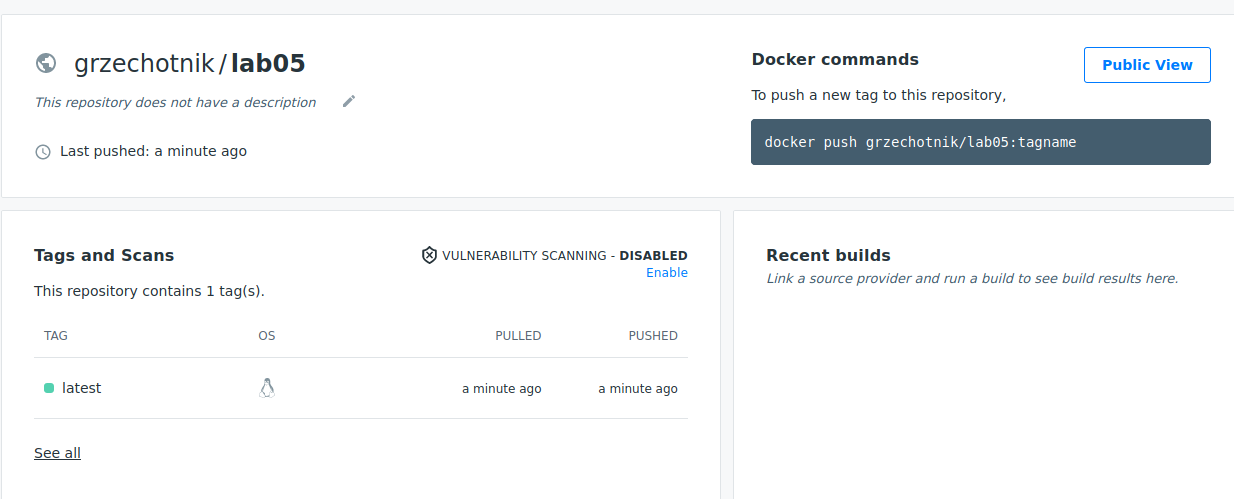 grzechotnik/lab05
This repository does not have a description
Last pushed: a minute ago
Docker commands
Public View
To push a new tag to this repository,
docker push grzechotnik/lab05:tagname
Tags and Scans
VULNERABILITY SCANNING - DISABLED
Enable
This repository contains 1 tag(s).
TAG OS PULLED PUSHED
latest a minute ago a minute ago
See all
Recent builds
Link a source provider and run a build to see build results here.